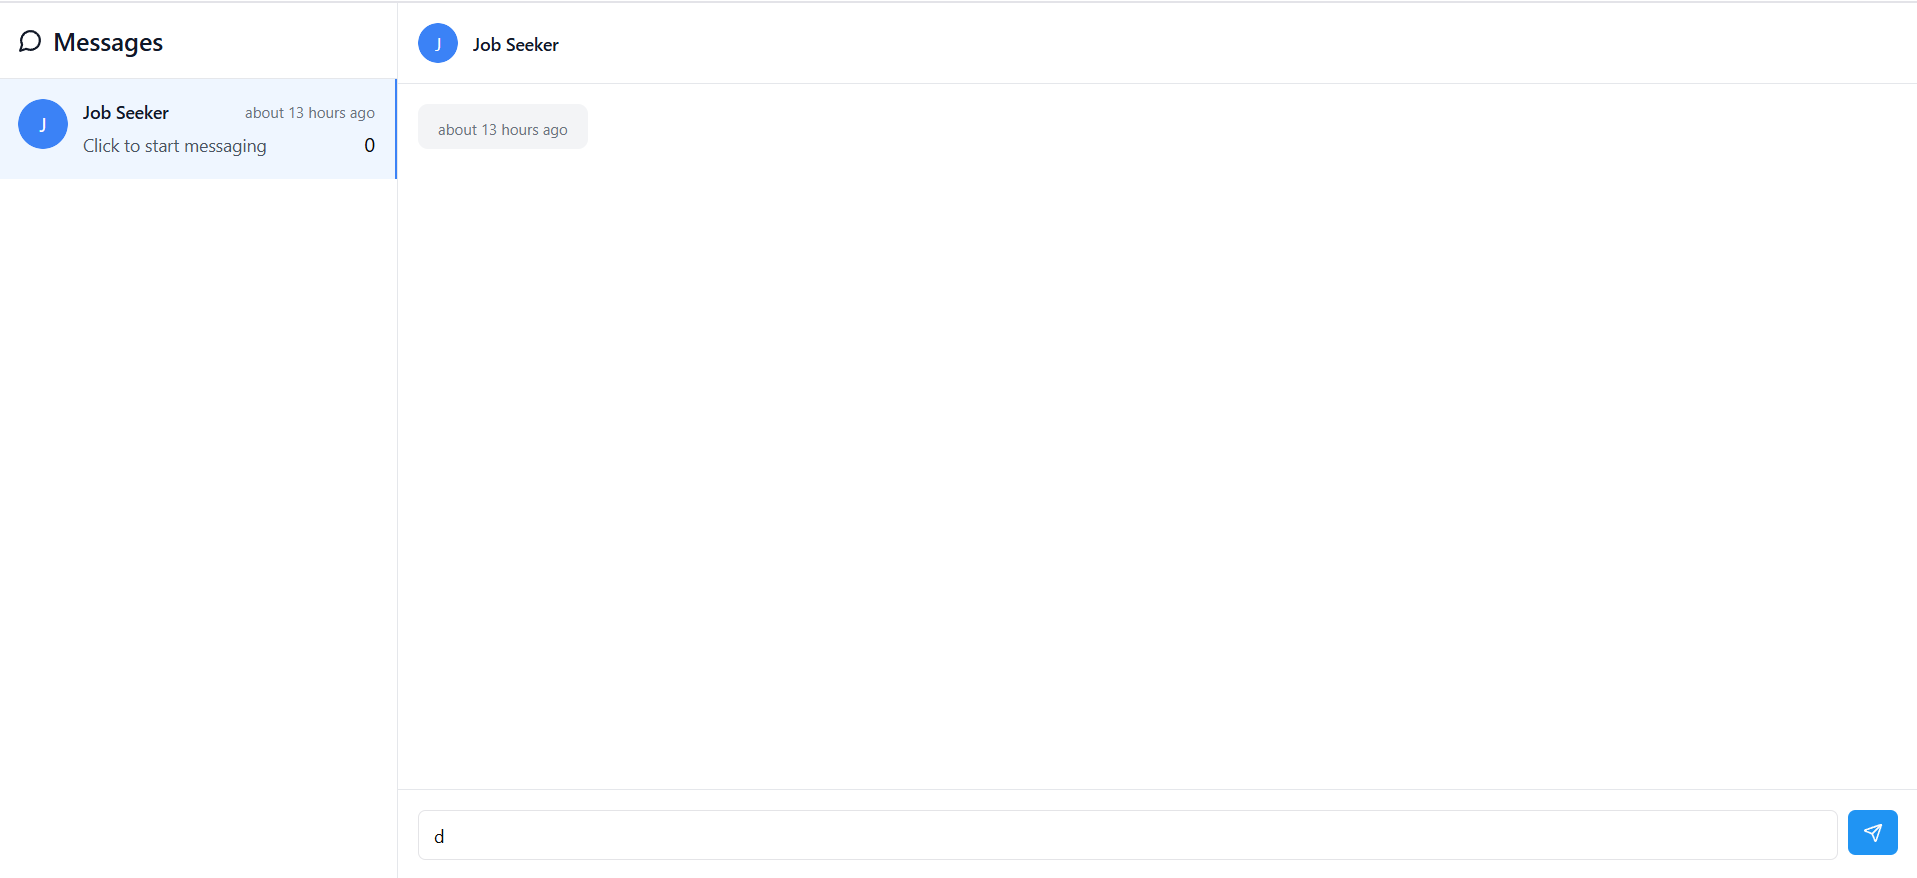 Messages
J
Job Seeker
about 13 hours ago
Click to start messaging
0
J
Job Seeker
about 13 hours ago
d